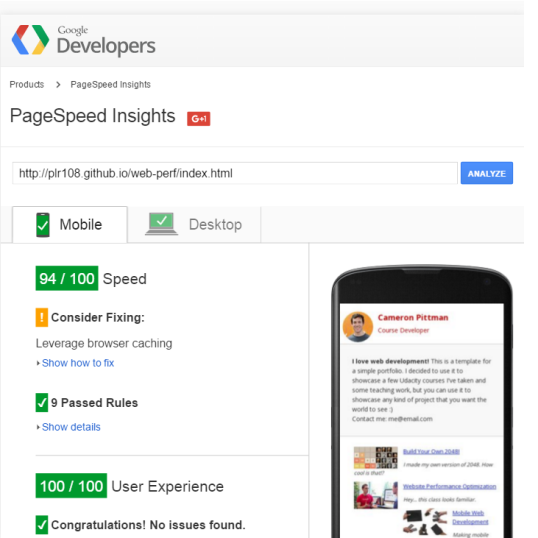 Google
Developers
Products > PageSpeed Insights
PageSpeed Insights G+1
http://plr108.github.io/web-perf/index.html ANALYZE
Mobile Desktop
94 / 100 Speed
! Consider Fixing:
Leverage browser caching
Show how to fix
9 Passed Rules
Show details
100 / 100 User Experience
Congratulations! No issues found.
Cameron Pittman
Course Developer
I love web development! This is a template for
a simple portfolio. I decided to use it to
showcase a few Udacity courses I've taken and
some teaching work, but you can use it to
showcase any kind of project that you want the
world to see :)
Contact me: me@email.com
Build Your Own 2048!
I made my own version of 2048. How
cool is that!?
Website Performance Optimization
Hey... this class looks familiar.
Mobile Web
Development
Making mobile